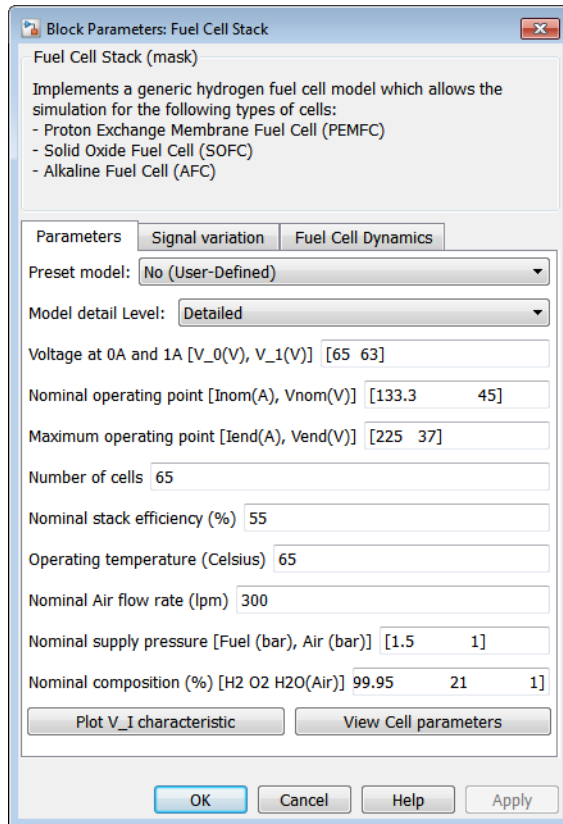 Block Parameters: Fuel Cell Stack
Fuel Cell Stack (mask)
Implements a generic hydrogen fuel cell model which allows the
simulation for the following types of cells:
- Proton Exchange Membrane Fuel Cell (PEMFC)
- Solid Oxide Fuel Cell (SOFC)
- Alkaline Fuel Cell (AFC)
Parameters Signal variation Fuel Cell Dynamics
Preset model: No (User-Defined)
Model detail Level: Detailed
Voltage at 0A and 1A [V_0(V), V_1(V)] [65 63]
Nominal operating point [Inom(A), Vnom(V)] [133.3 45]
Maximum operating point [Iend(A), Vend(V)] [225 37]
Number of cells 65
Nominal stack efficiency (%) 55
Operating temperature (Celsius) 65
Nominal Air flow rate (lpm) 300
Nominal supply pressure [Fuel (bar), Air (bar)] [1.5 1]
Nominal composition (%) [H2 O2 H2O(Air)] 99.95 21 1]
Plot V_I characteristic View Cell parameters
OK Cancel Help Apply